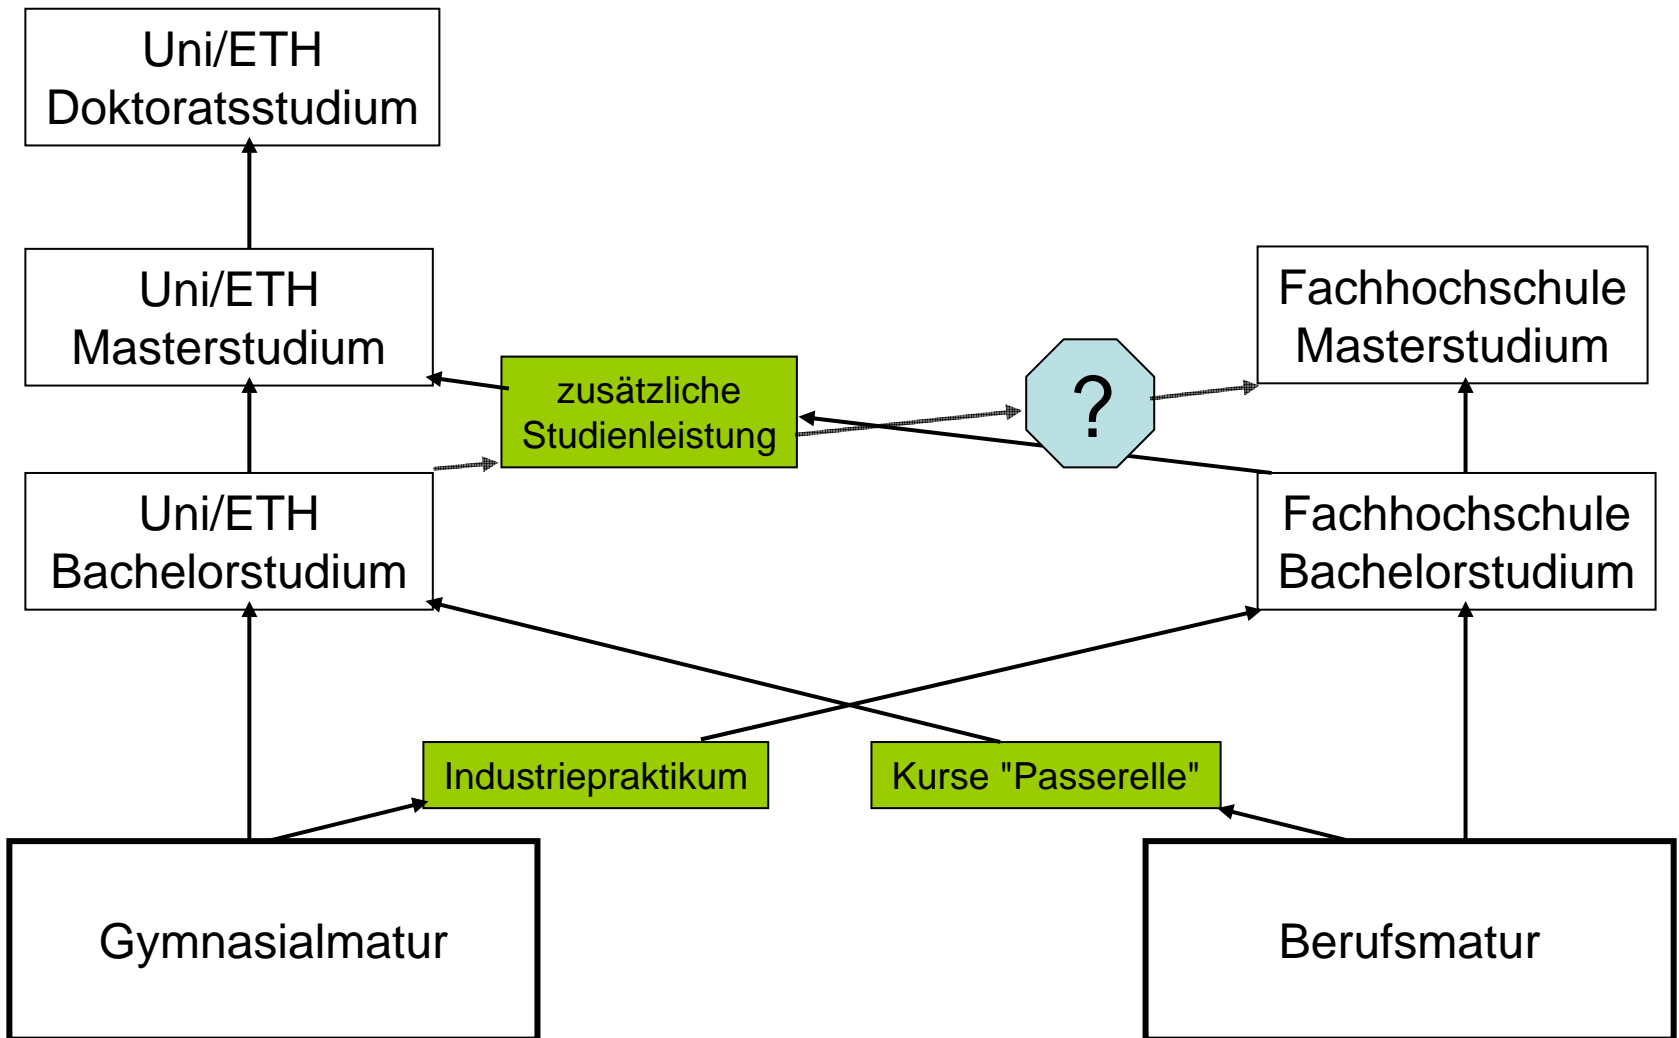 Uni/ETH
Doktoratsstudium
Uni/ETH
Masterstudium
Fachhochschule
Masterstudium
zusätzliche
Studienleistung
?
Uni/ETH
Bachelorstudium
Fachhochschule
Bachelorstudium
Industriepraktikum
Kurse "Passerelle"
Gymnasialmatur
Berufsmatur